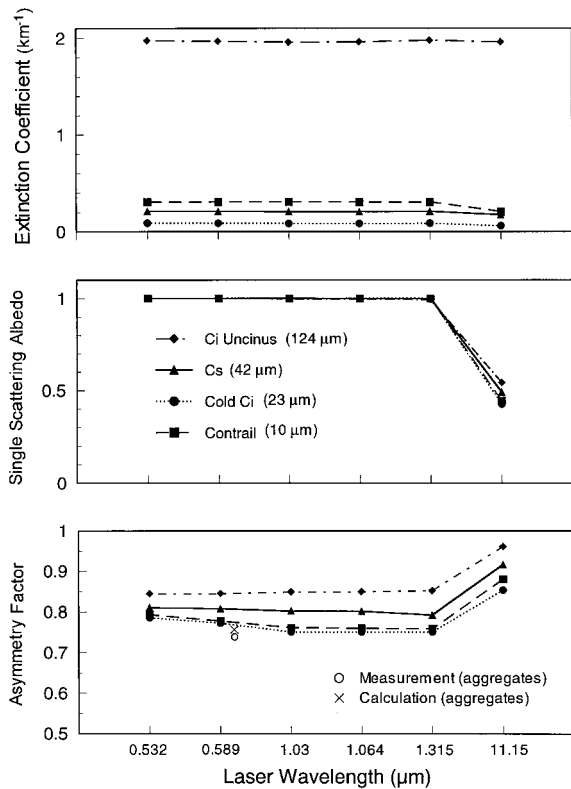 Extinction Coefficient (km⁻¹)
2
1
0
Single Scattering Albedo
1
0.5
0
Ci Uncinus (124 μm)
Cs (42 μm)
Cold Ci (23 μm)
Contrail (10 μm)
Asymmetry Factor
1
0.9
0.8
0.7
0.6
0.5
Measurement (aggregates)
Calculation (aggregates)
0.532 0.589 1.03 1.064 1.315 11.15
Laser Wavelength (μm)